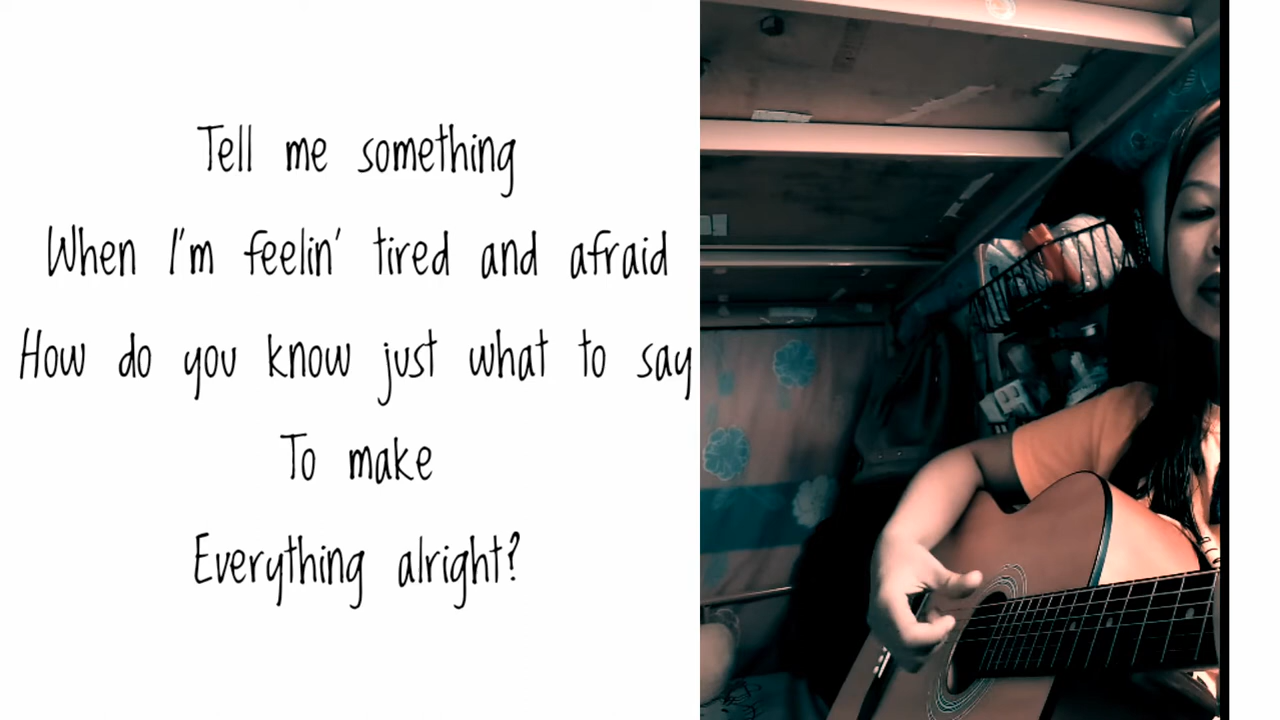 Tell me something
When I'm feelin' tired and afraid
How do you know just what to say
To make
Everything alright?